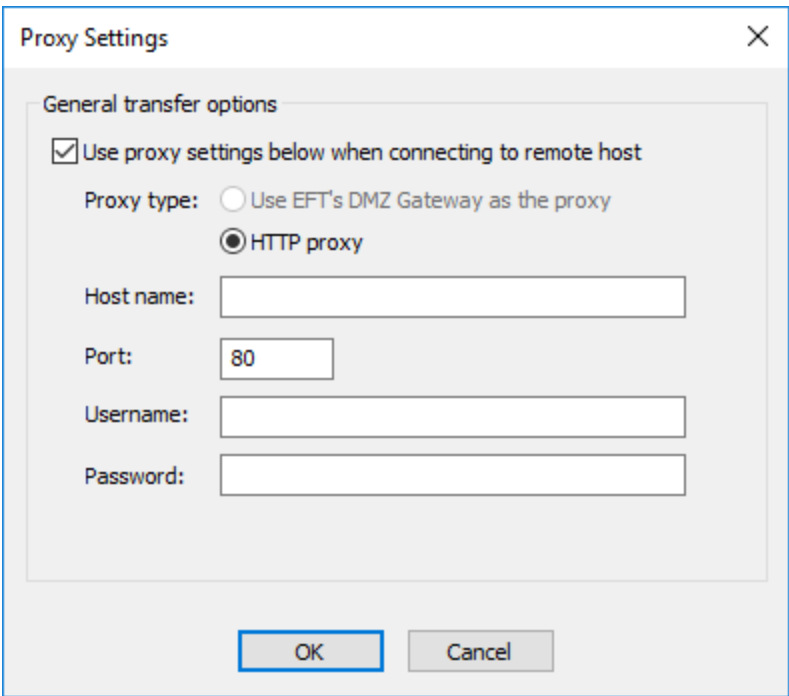 Proxy Settings
General transfer options
Use proxy settings below when connecting to remote host
Proxy type: Use EFT's DMZ Gateway as the proxy
HTTP proxy
Host name:
Port: 80
Username:
Password:
OK Cancel